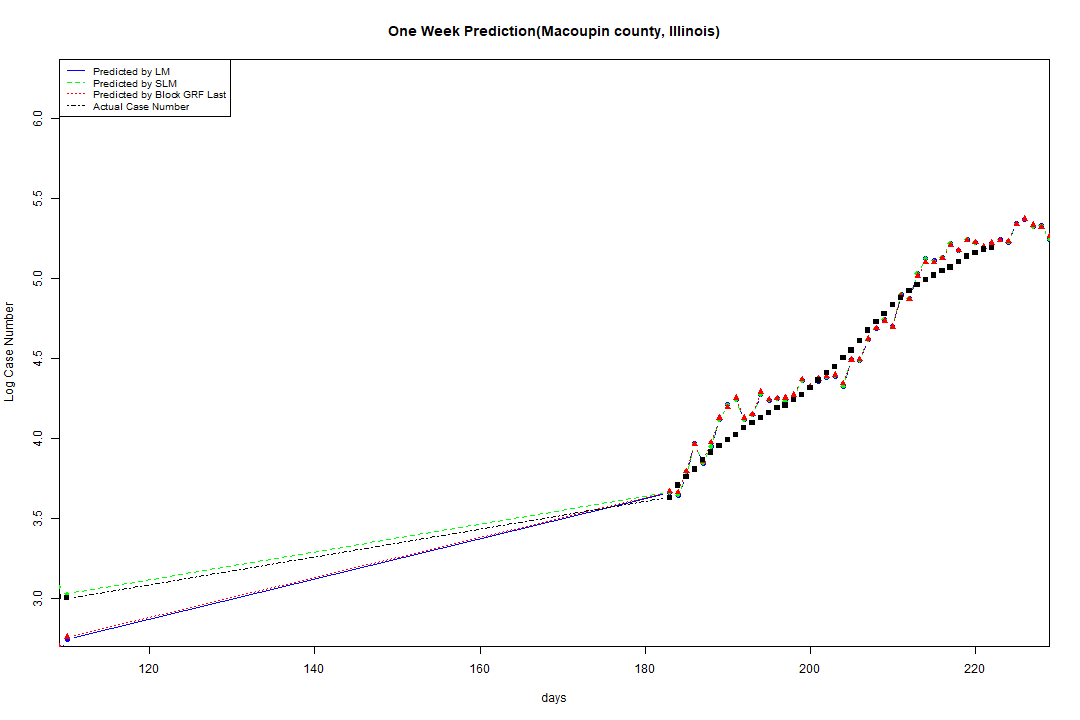 One Week Prediction(Macoupin county, Illinois)
Predicted by LM
Predicted by SLM
Predicted by Block GRF Last
Actual Case Number
6.0
5.5
5.0
4.5
4.0
3.5
3.0
Log Case Number
120 140 160 180 200 220
days